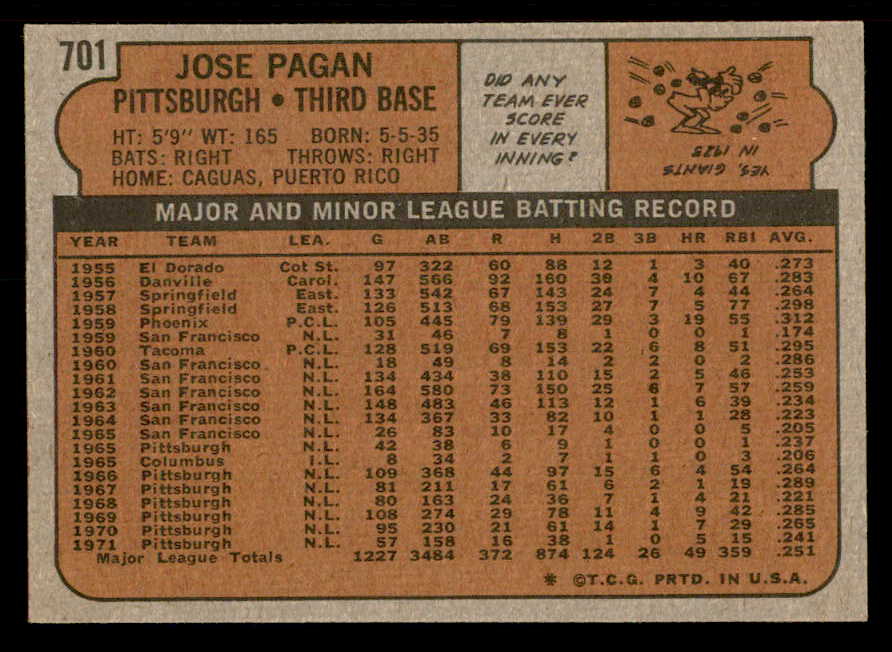 701
JOSE PAGAN
PITTSBURGH • THIRD BASE
HT: 5'9" WT: 165 BORN: 5-5-35
BATS: RIGHT THROWS: RIGHT
HOME: CAGUAS, PUERTO RICO
DID ANY
TEAM EVER
SCORE
IN EVERY
INNING?
YES, GIANTS
IN 1925
MAJOR AND MINOR LEAGUE BATTING RECORD
YEAR TEAM LEA. G AB R H 2B 3B HR RBI AVG.
1955 El Dorado Cot St. 97 322 60 88 12 1 3 40 .273
1956 Danville Carol. 147 566 92 160 30 4 10 67 .283
1957 Springfield East. 133 542 67 143 24 7 4 44 .264
1958 Springfield East. 126 513 68 153 27 7 5 77 .298
1959 Phoenix P.C.L. 105 445 79 139 29 3 19 55 .312
1959 San Francisco N.L. 31 46 7 8 1 0 0 1 .174
1960 Tacoma P.C.L. 128 519 69 153 22 6 8 51 .295
1960 San Francisco N.L. 18 49 8 14 2 2 0 2 .286
1961 San Francisco N.L. 134 434 38 110 15 2 5 46 .253
1962 San Francisco N.L. 164 580 73 150 25 6 7 57 .259
1963 San Francisco N.L. 148 483 46 113 12 1 6 39 .234
1964 San Francisco N.L. 134 367 33 82 10 1 1 28 .223
1965 San Francisco N.L. 26 83 10 17 4 0 0 5 .205
1965 Pittsburgh N.L. 42 38 6 9 1 0 0 1 .237
1965 Columbus I.L. 8 34 2 7 1 1 0 3 .206
1966 Pittsburgh N.L. 109 368 44 97 15 6 4 54 .264
1967 Pittsburgh N.L. 81 211 17 61 6 2 1 19 .289
1968 Pittsburgh N.L. 80 163 24 36 7 1 4 21 .221
1969 Pittsburgh N.L. 108 274 29 78 11 4 9 42 .285
1970 Pittsburgh N.L. 95 230 21 61 14 1 7 29 .265
1971 Pittsburgh N.L. 57 158 16 38 1 0 5 15 .241
Major League Totals 1227 3484 372 874 124 26 49 359 .251
* ©T.C.G. PRTD. IN U.S.A.